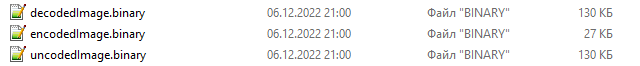 decodedImage.binary 06.12.2022 21:00 Файл "BINARY" 130 КБ
encodedImage.binary 06.12.2022 21:00 Файл "BINARY" 27 КБ
uncodedImage.binary 06.12.2022 21:00 Файл "BINARY" 130 КБ